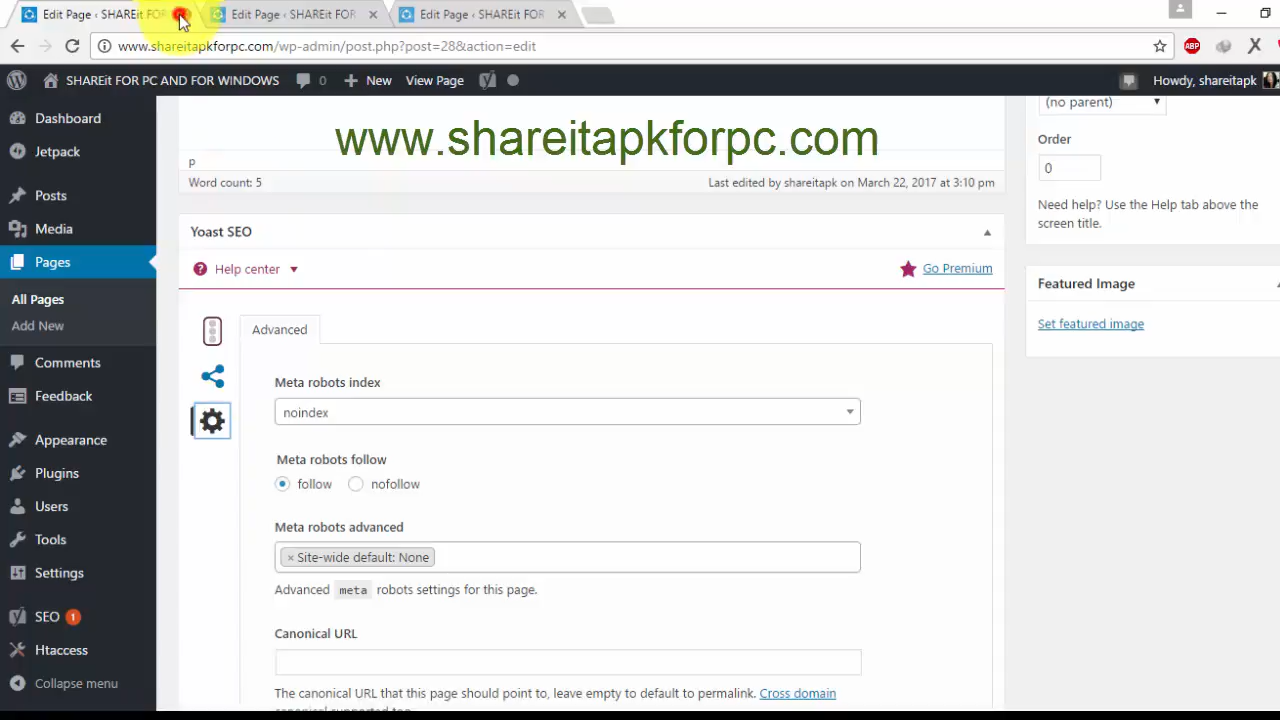 Edit Page ‹ SHAREit FOR
Edit Page ‹ SHAREit FOR
Edit Page ‹ SHAREit FOR
www.shareitapkforpc.com/wp-admin/post.php?post=28&action=edit
ABP
SHAREit FOR PC AND FOR WINDOWS
0
New
View Page
Howdy, shareitapk
Dashboard
Jetpack
Posts
Media
Pages
All Pages
Add New
Comments
Feedback
Appearance
Plugins
Users
Tools
Settings
SEO 1
Htaccess
Collapse menu
www.shareitapkforpc.com
p
Word count: 5
Last edited by shareitapk on March 22, 2017 at 3:10 pm
Yoast SEO
Help center
Go Premium
Advanced
Meta robots index
noindex
Meta robots follow
follow
nofollow
Meta robots advanced
× Site-wide default: None
Advanced meta robots settings for this page.
Canonical URL
The canonical URL that this page should point to, leave empty to default to permalink. Cross domain
canonical supported too.
(no parent)
Order
0
Need help? Use the Help tab above the
screen title.
Featured Image
Set featured image